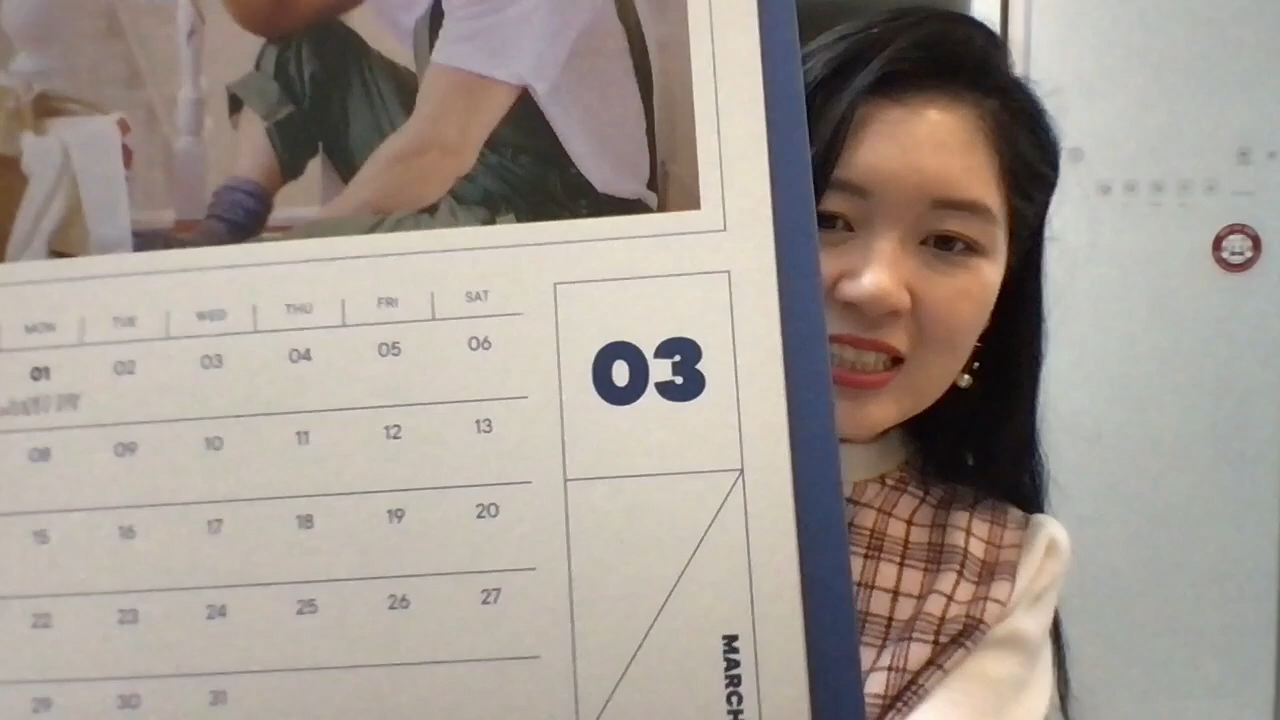 MON TUE WED THU FRI SAT
03
01 02 03 04 05 06
08 09 10 11 12 13
15 16 17 18 19 20
22 23 24 25 26 27
29 30 31
MARCH